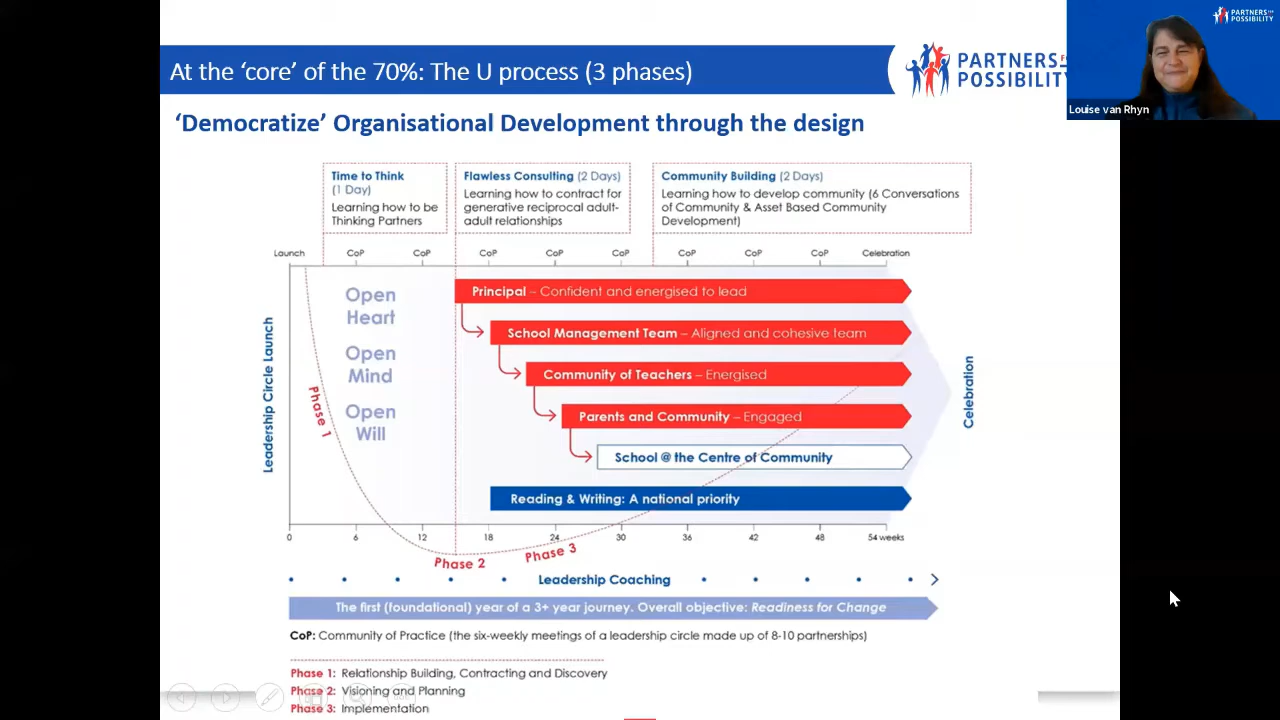 At the ‘core’ of the 70%: The U process (3 phases)
PARTNERS FOR
POSSIBILITY
PARTNERS
POSSIBILITY
Louise van Rhyn
‘Democratize’ Organisational Development through the design
Time to Think
(1 Day)
Learning how to be
Thinking Partners
Flawless Consulting (2 Days)
Learning how to contract for
generative reciprocal adult-
adult relationships
Community Building (2 Days)
Learning how to develop community (6 Conversations
of Community & Asset Based Community
Development)
Launch CoP CoP CoP CoP CoP CoP CoP CoP Celebration
Leadership Circle Launch
Open
Heart
Open
Mind
Open
Will
Phase 1
Principal – Confident and energised to lead
School Management Team – Aligned and cohesive team
Community of Teachers – Energised
Parents and Community – Engaged
School @ the Centre of Community
Reading & Writing: A national priority
Celebration
0 6 12 18 24 30 36 42 48 54 weeks
Phase 2
Phase 3
Leadership Coaching
The first (foundational) year of a 3+ year journey. Overall objective: Readiness for Change
CoP: Community of Practice (the six-weekly meetings of a leadership circle made up of 8-10 partnerships)
Phase 1: Relationship Building, Contracting and Discovery
Phase 2: Visioning and Planning
Phase 3: Implementation